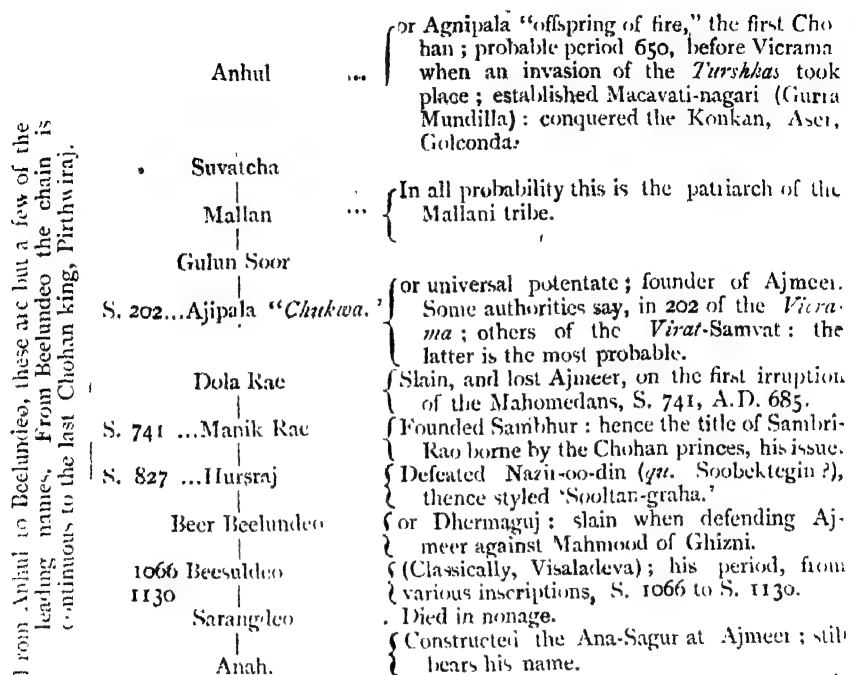 or Agnipala “offspring of fire,” the first Cho
han ; probable period 650, before Vicrama
Anhul ... when an invasion of the Turshkas took
place ; established Macavati-nagari (Gurra
Mundilla) : conquered the Konkan, Aser,
Golconda.
Suvatcha
Mallan ... In all probability this is the patriarch of the
Mallani tribe.
Gulun Soor
or universal potentate ; founder of Ajmeer.
S. 202...Ajipala “Chukwa.’ Some authorities say, in 202 of the Vicra-
ma ; others of the Virat-Samvat : the
latter is the most probable.
Dola Rae Slain, and lost Ajmeer, on the first irruption
of the Mahomedans, S. 741, A.D. 685.
S. 741 ...Manik Rae Founded Sambhur : hence the title of Sambri-
Rao borne by the Chohan princes, his issue.
S. 827 ...Hursraj Defeated Nazir-oo-din (qu. Soobektegin ?),
thence styled ‘Sooltan-graha.’
Beer Beelundeo or Dhermaguj : slain when defending Aj-
meer against Mahmood of Ghizni.
1066 Beesuldeo (Classically, Visaladeva) ; his period, from
1130 various inscriptions, S. 1066 to S. 1130.
Sarangdeo . Died in nonage.
Anah. Constructed the Ana-Sagur at Ajmeer ; still
bears his name.
rom Anhul to Beelundeo, these are but a few of the
leading names. From Beelundeo the chain is
continuous to the last Chohan king, Pirthwiraj.